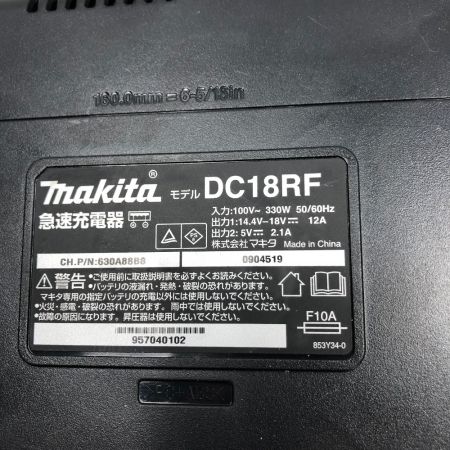 160.0mm=6-5/16in
makita® モデル DC18RF
急速充電器
入力:100V~ 330W 50/60Hz
出力1:14.4V-18V⎓ 12A
出力2:5V⎓ 2.1A
株式会社マキタ Made in China
CH.P/N:630A88B8 0904519
警告 •ご使用前に取扱説明書を必ずよくお読みください。
•バッテリの液漏れ・発熱・破裂の恐れがあります。
マキタ専用の指定バッテリの充電以外には使用しないでください。
•火災・感電・破裂の恐れがあります。雨中では使用しないでください。
•故障の原因になります。昇圧器は使用しないでください。
F10A
957040102
853Y34-0